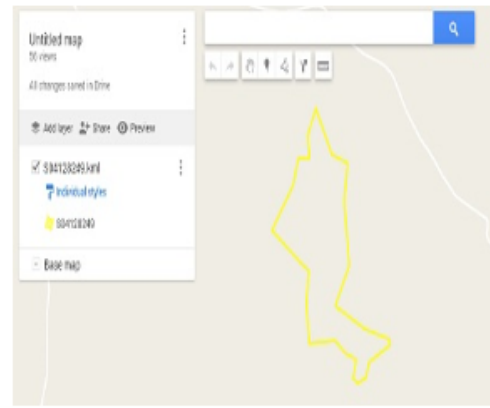 Untitled map
50 views
All changes saved in Drive
Add layer Share Preview
S04128249.kml
Individual styles
S04128249
Base map